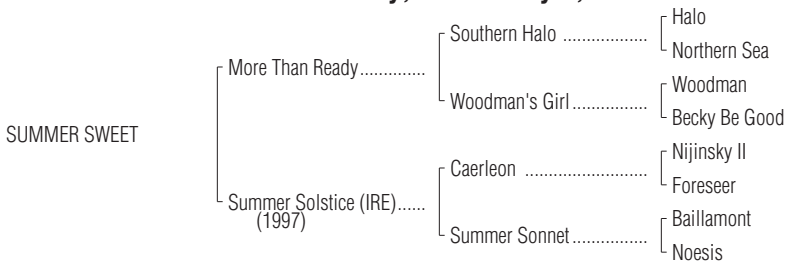 Halo
Southern Halo ..................
Northern Sea
More Than Ready..............
Woodman
Woodman's Girl................
Becky Be Good
SUMMER SWEET
Nijinsky II
Caerleon ..........................
Foreseer
Summer Solstice (IRE)......
(1997)
Baillamont
Summer Sonnet................
Noesis